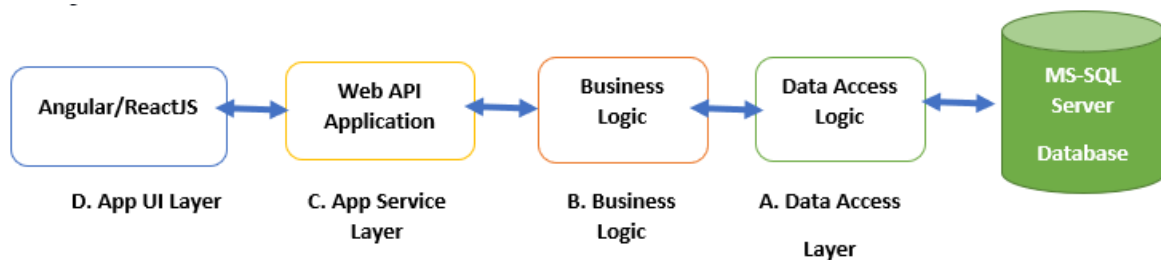 Angular/ReactJS
Web API
Application
Business
Logic
Data Access
Logic
MS-SQL
Server
Database
D. App UI Layer
C. App Service
Layer
B. Business
Logic
A. Data Access
Layer